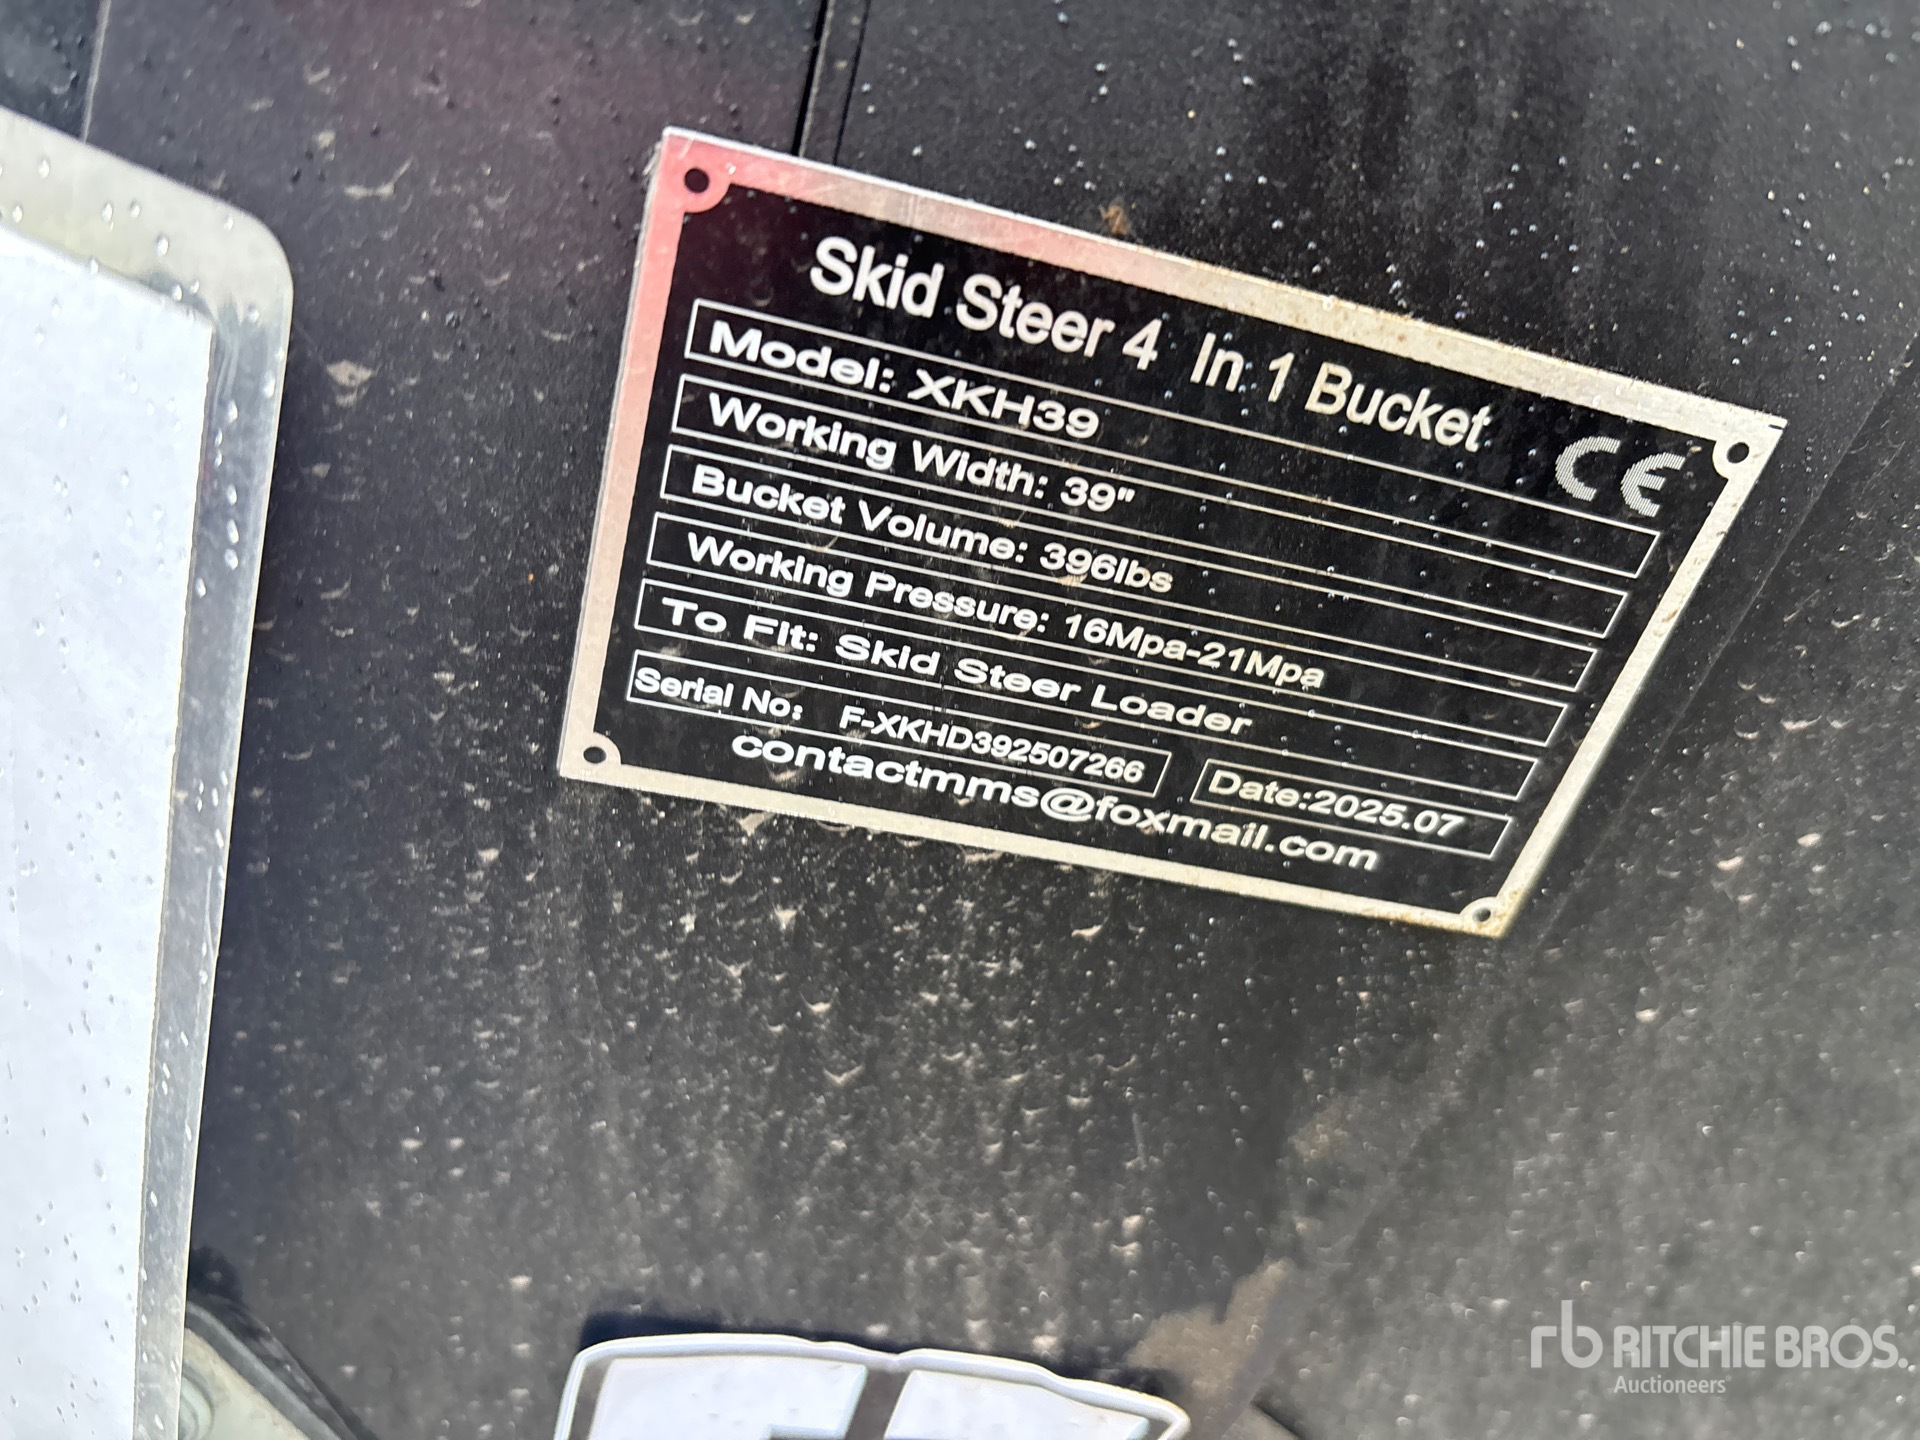 Skid Steer 4 In 1 Bucket
CE
Model: XKH39
Working Width: 39"
Bucket Volume: 396lbs
Working Pressure: 16Mpa-21Mpa
To Fit: Skid Steer Loader
Serial No: F-XKHD392507266
Date:2025.07
contactmms@foxmail.com
rb RITCHIE BROS.
Auctioneers